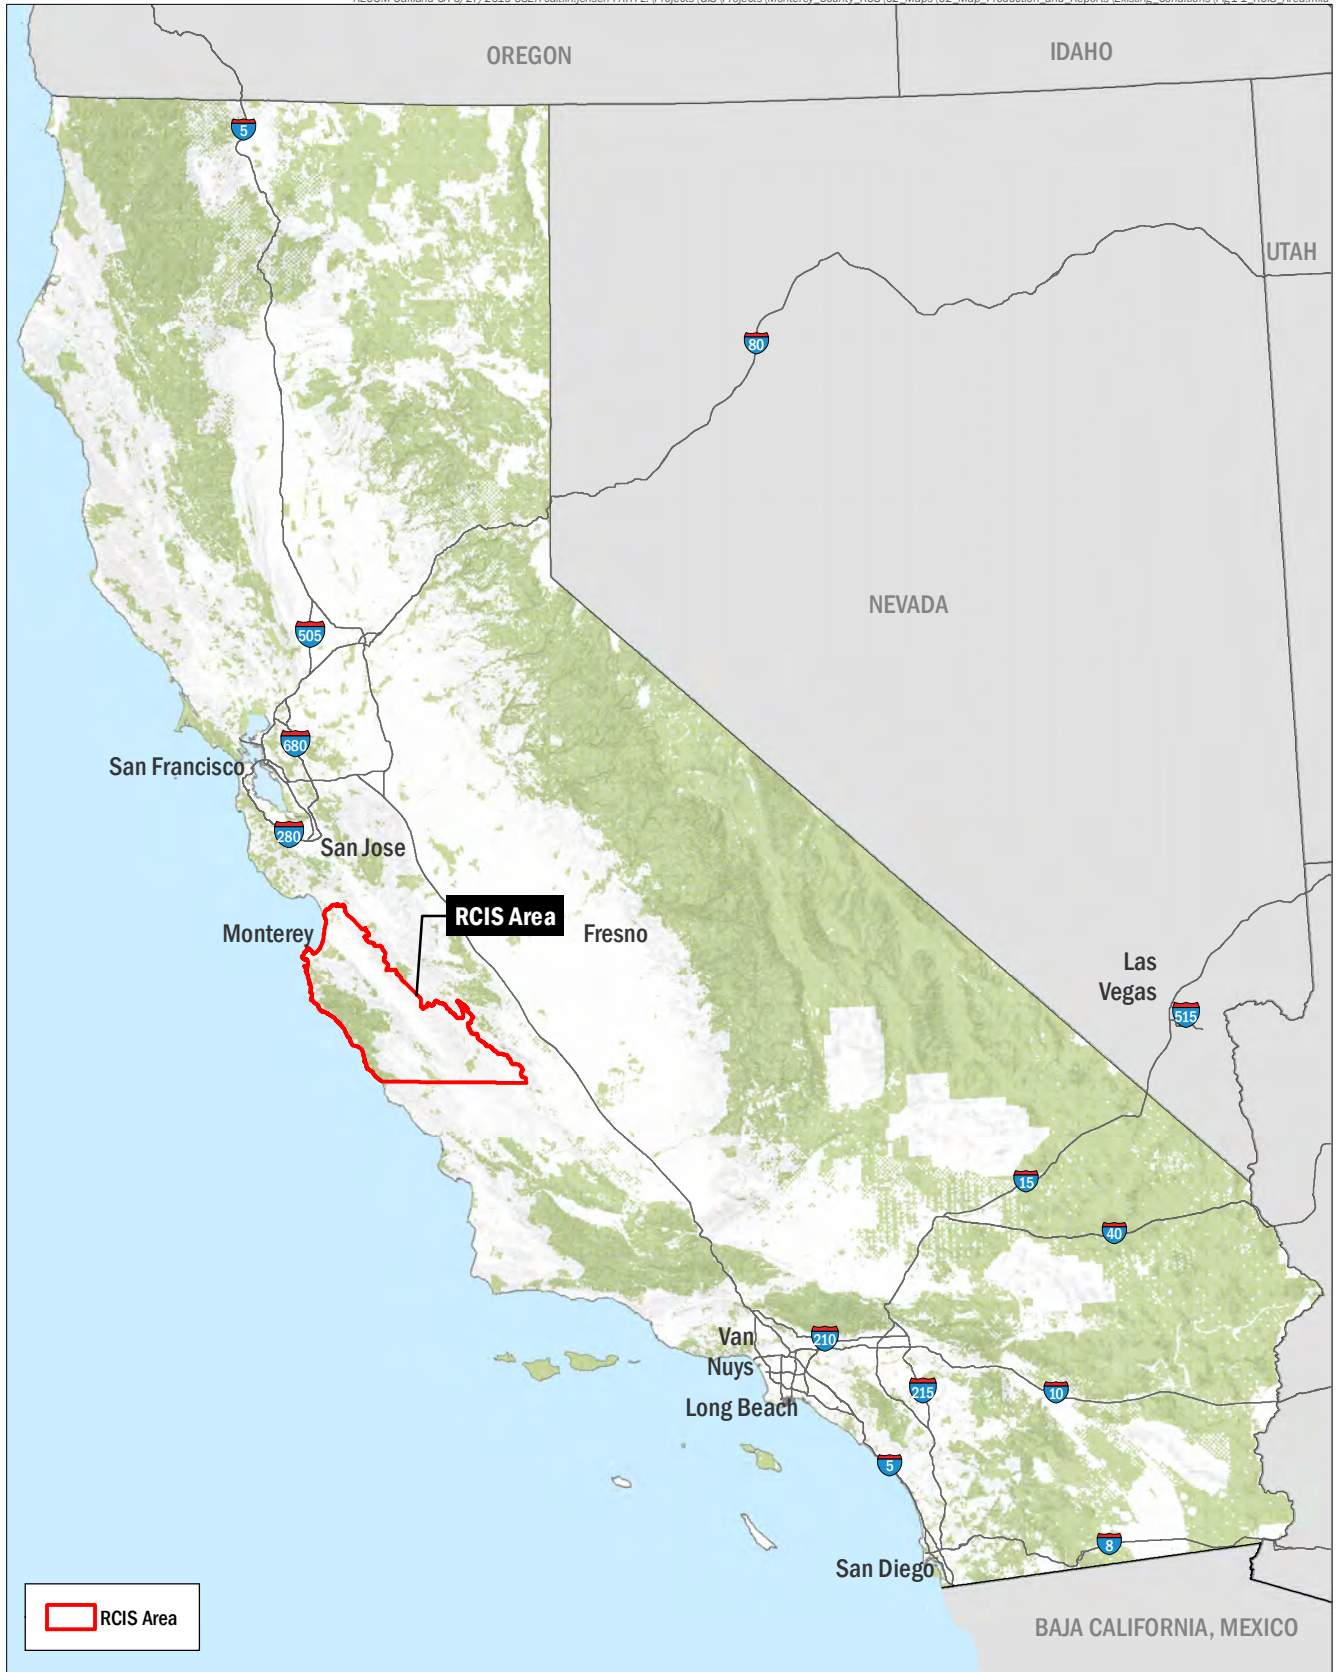 OREGON
IDAHO
5
UTAH
80
NEVADA
505
680
San Francisco
280
San Jose
RCIS Area
Monterey
Fresno
Las
Vegas
515
15
40
Van
Nuys
210
215
10
Long Beach
5
8
San Diego
RCIS Area
BAJA CALIFORNIA, MEXICO